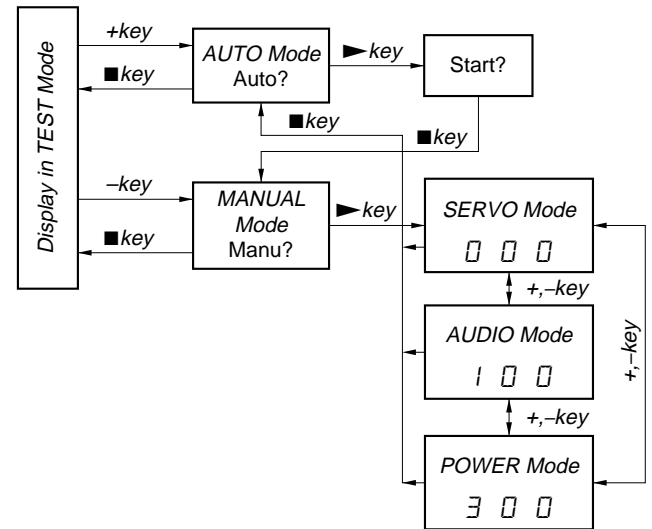 Display in TEST Mode
+key
■key
AUTO Mode
Auto?
►key
Start?
■key
■key
–key
■key
MANUAL
Mode
Manu?
►key
SERVO Mode
0 0 0
+,–key
AUDIO Mode
1 0 0
+,–key
POWER Mode
3 0 0
+,–key